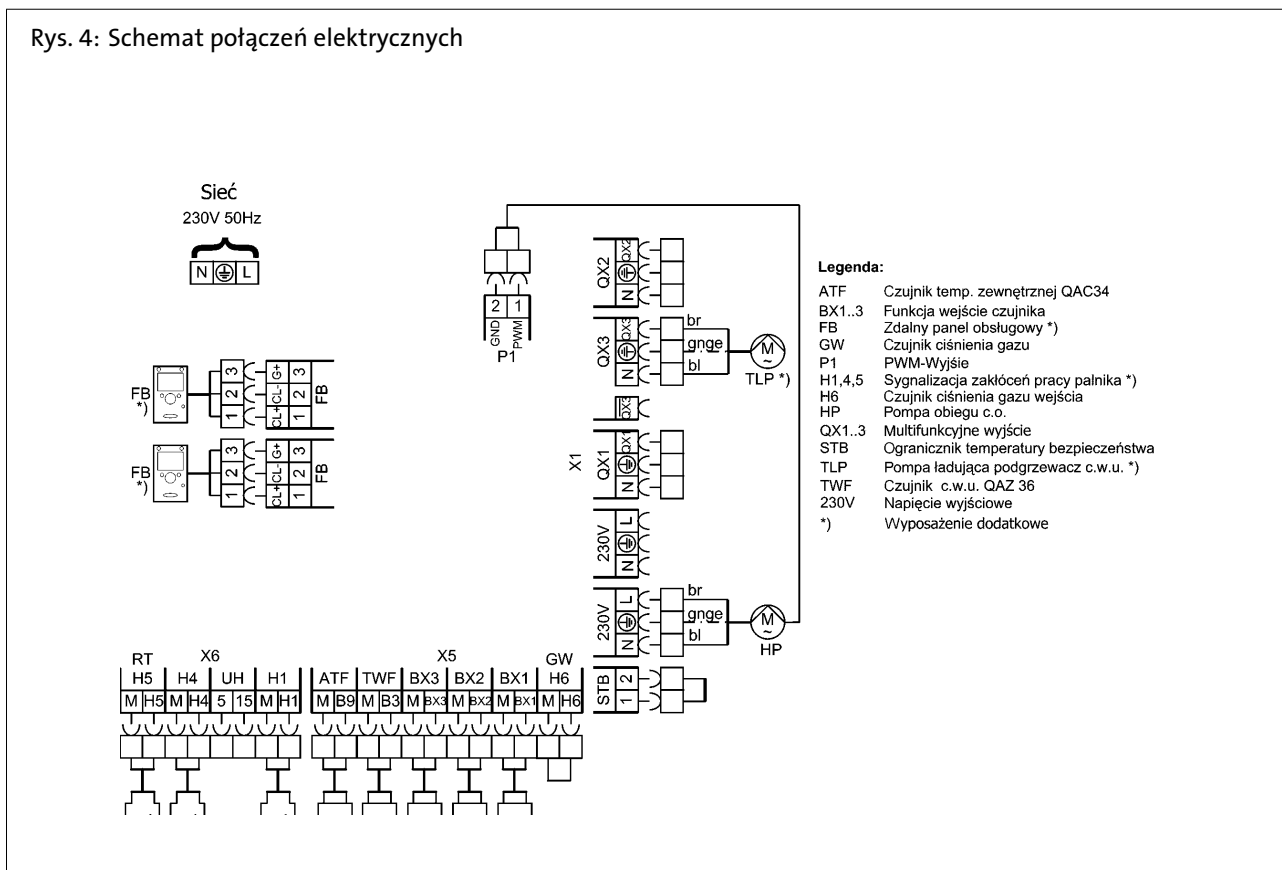 Rys. 4: Schemat połączeń elektrycznych
Sieć
230V 50Hz
N L
2 1
GND PWM
P1
QX2 QX2 N
QX3 QX3 N
br
gnge
bl
M
~
TLP *)
QX3
X1
QX1 QX1 N
230V L N
230V L N
br
gnge
bl
M
~
HP
STB 1 2
FB
*)
3 G+ 3
2 CL- 2
1 CL+ 1
FB
FB
*)
3 G+ 3
2 CL- 2
1 CL+ 1
FB
RT X6 X5 GW
H5 H4 UH H1 ATF TWF BX3 BX2 BX1 H6
M H5 M H4 5 15 M H1 M B9 M B3 M BX3 M BX2 M BX1 M H6
Legenda:
ATF Czujnik temp. zewnętrznej QAC34
BX1..3 Funkcja wejście czujnika
FB Zdalny panel obsługowy *)
GW Czujnik ciśnienia gazu
P1 PWM-Wyjśie
H1,4,5 Sygnalizacja zakłóceń pracy palnika *)
H6 Czujnik ciśnienia gazu wejścia
HP Pompa obiegu c.o.
QX1..3 Multifunkcyjne wyjście
STB Ogranicznik temperatury bezpieczeństwa
TLP Pompa ładująca podgrzewacz c.w.u. *)
TWF Czujnik c.w.u. QAZ 36
230V Napięcie wyjściowe
*) Wyposażenie dodatkowe